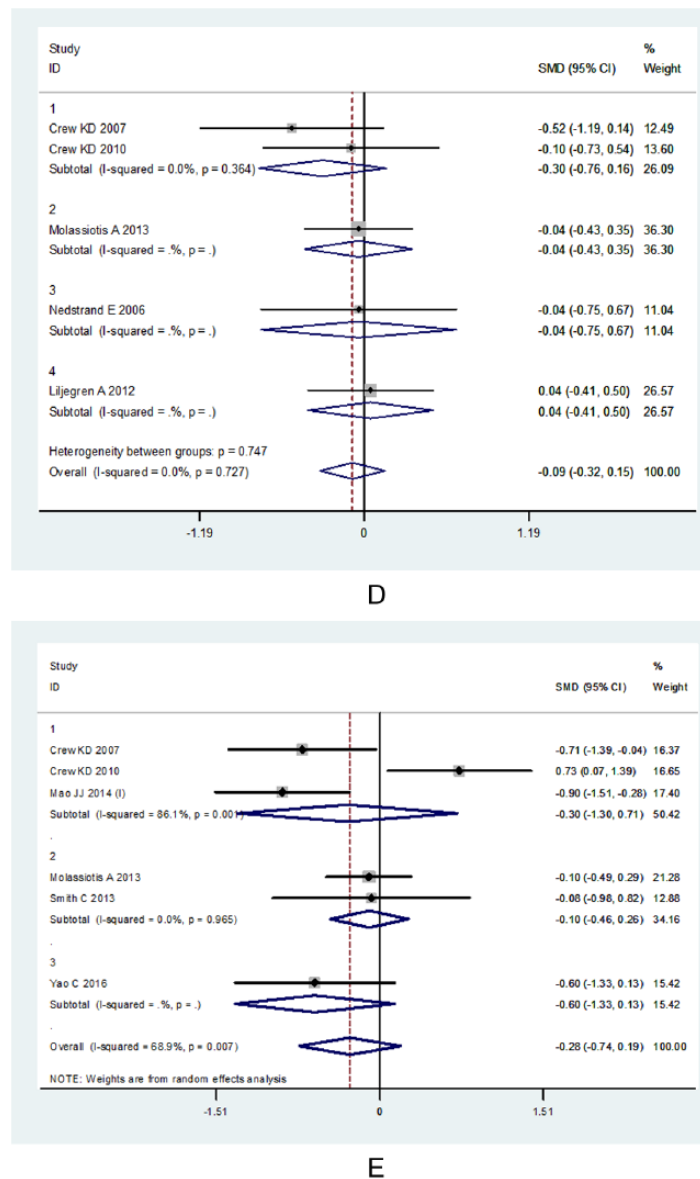 Study %
ID SMD (95% CI) Weight
1
Crew KD 2007 -0.52 (-1.19, 0.14) 12.49
Crew KD 2010 -0.10 (-0.73, 0.54) 13.60
Subtotal (I-squared = 0.0%, p = 0.364) -0.30 (-0.76, 0.16) 26.09
2
Molassiotis A 2013 -0.04 (-0.43, 0.35) 36.30
Subtotal (I-squared = .%, p = .) -0.04 (-0.43, 0.35) 36.30
3
Nedstrand E 2006 -0.04 (-0.75, 0.67) 11.04
Subtotal (I-squared = .%, p = .) -0.04 (-0.75, 0.67) 11.04
4
Liljegren A 2012 0.04 (-0.41, 0.50) 26.57
Subtotal (I-squared = .%, p = .) 0.04 (-0.41, 0.50) 26.57
Heterogeneity between groups: p = 0.747
Overall (I-squared = 0.0%, p = 0.727) -0.09 (-0.32, 0.15) 100.00
-1.19 0 1.19
D
Study %
ID SMD (95% CI) Weight
1
Crew KD 2007 -0.71 (-1.39, -0.04) 16.37
Crew KD 2010 0.73 (0.07, 1.39) 16.65
Mao JJ 2014 (I) -0.90 (-1.51, -0.28) 17.40
Subtotal (I-squared = 86.1%, p = 0.001) -0.30 (-1.30, 0.71) 50.42
.
2
Molassiotis A 2013 -0.10 (-0.49, 0.29) 21.28
Smith C 2013 -0.08 (-0.98, 0.82) 12.88
Subtotal (I-squared = 0.0%, p = 0.965) -0.10 (-0.46, 0.26) 34.16
.
3
Yao C 2016 -0.60 (-1.33, 0.13) 15.42
Subtotal (I-squared = .%, p = .) -0.60 (-1.33, 0.13) 15.42
.
Overall (I-squared = 68.9%, p = 0.007) -0.28 (-0.74, 0.19) 100.00
NOTE: Weights are from random effects analysis
-1.51 0 1.51
E